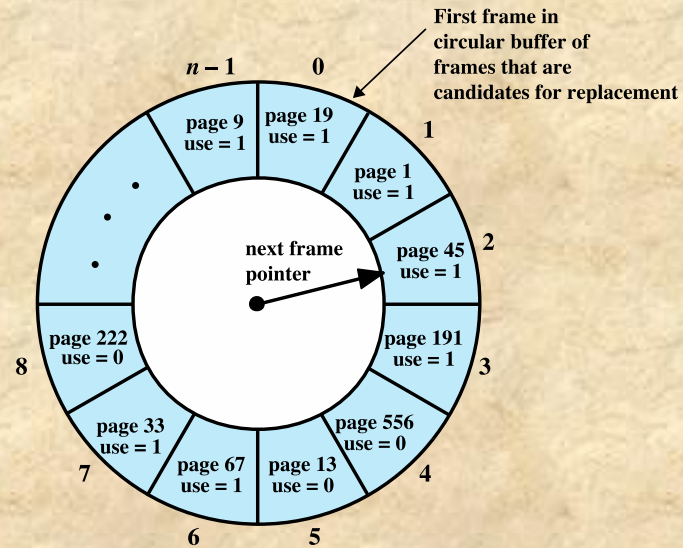 First frame in
circular buffer of
frames that are
candidates for replacement
n – 1
0
page 9
use = 1
page 19
use = 1
1
page 1
use = 1
2
page 45
use = 1
next frame
pointer
page 191
use = 1
3
page 222
use = 0
8
page 556
use = 0
4
page 33
use = 1
7
page 67
use = 1
6
page 13
use = 0
5